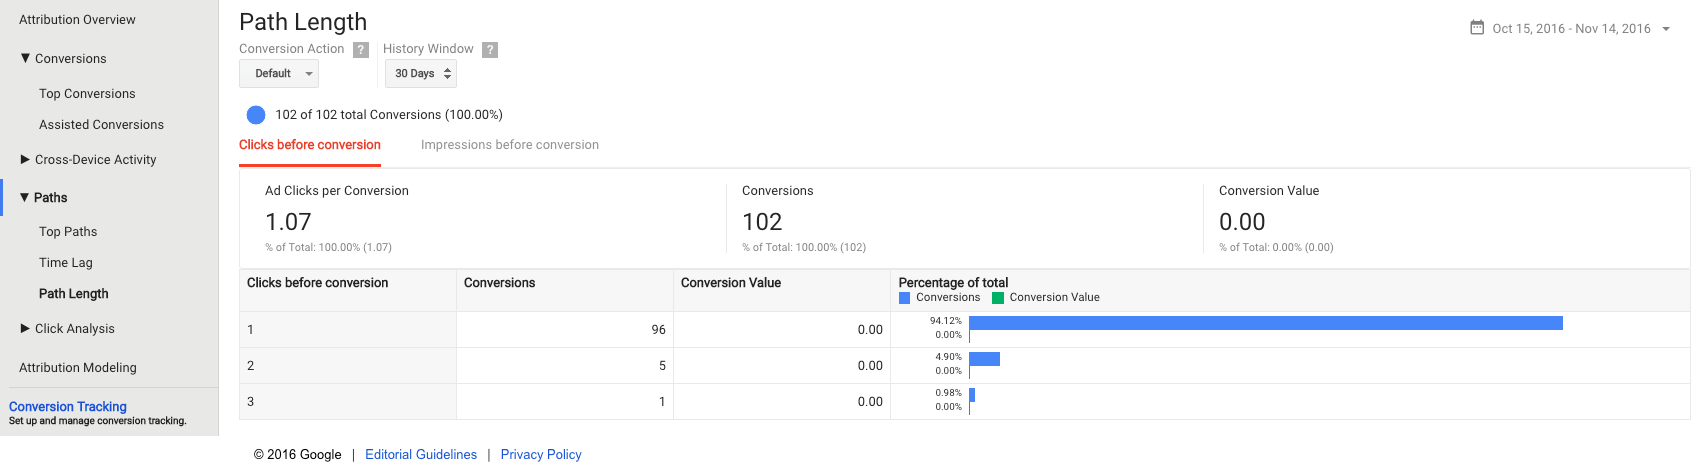 Attribution Overview
▼ Conversions
Top Conversions
Assisted Conversions
▶ Cross-Device Activity
▼ Paths
Top Paths
Time Lag
Path Length
▶ Click Analysis
Attribution Modeling
Conversion Tracking
Set up and manage conversion tracking.
Path Length
Oct 15, 2016 - Nov 14, 2016
Conversion Action ? History Window ?
Default 30 Days
102 of 102 total Conversions (100.00%)
Clicks before conversion Impressions before conversion
Ad Clicks per Conversion Conversions Conversion Value
1.07 102 0.00
% of Total: 100.00% (1.07) % of Total: 100.00% (102) % of Total: 0.00% (0.00)
Clicks before conversion Conversions Conversion Value Percentage of total
Conversions Conversion Value
1 96 0.00 94.12%
0.00%
2 5 0.00 4.90%
0.00%
3 1 0.00 0.98%
0.00%
© 2016 Google | Editorial Guidelines | Privacy Policy